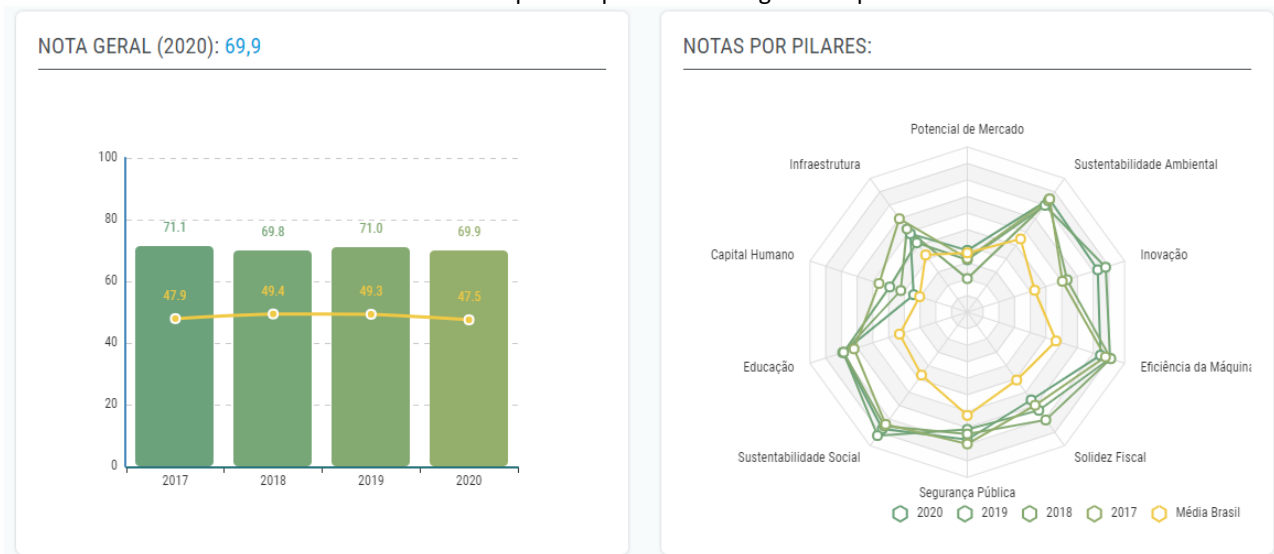 NOTA GERAL (2020): 69,9
100
80
60
40
20
0
71.1
69.8
71.0
69.9
47.9
49.4
49.3
47.5
2017
2018
2019
2020
NOTAS POR PILARES:
Potencial de Mercado
Infraestrutura
Sustentabilidade Ambiental
Capital Humano
Inovação
Educação
Eficiência da Máquina
Sustentabilidade Social
Solidez Fiscal
Segurança Pública
2020 2019 2018 2017 Média Brasil